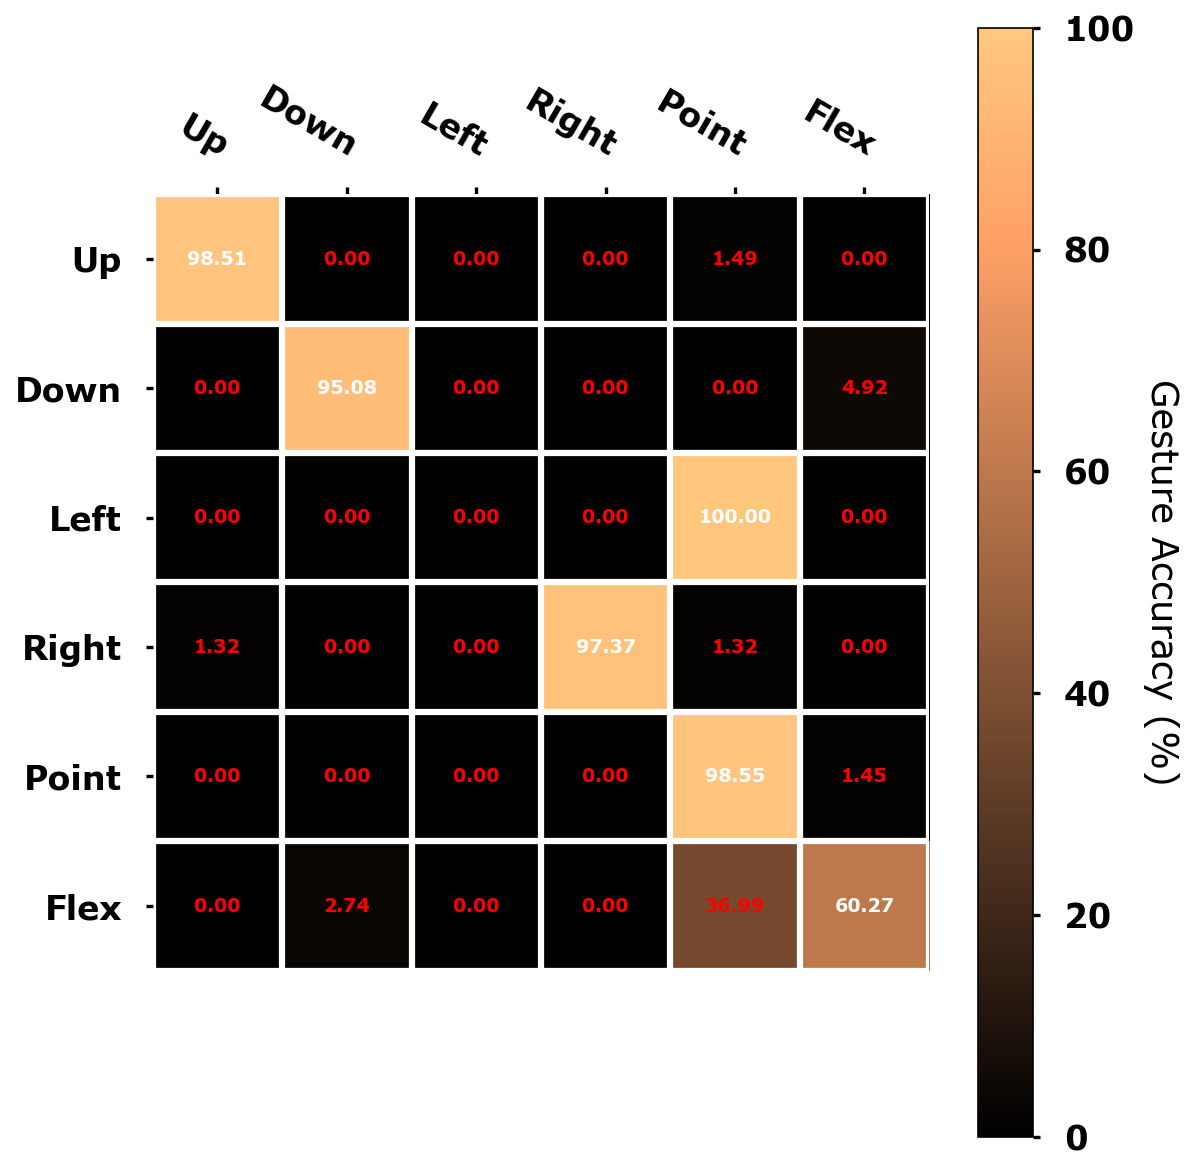 100
Up Down Left Right Point Flex
Up 98.51 0.00 0.00 0.00 1.49 0.00
80
Down 0.00 95.08 0.00 0.00 0.00 4.92
Left 0.00 0.00 0.00 0.00 100.00 0.00
60
Gesture Accuracy (%)
Right 1.32 0.00 0.00 97.37 1.32 0.00
40
Point 0.00 0.00 0.00 0.00 98.55 1.45
Flex 0.00 2.74 0.00 0.00 36.99 60.27
20
0